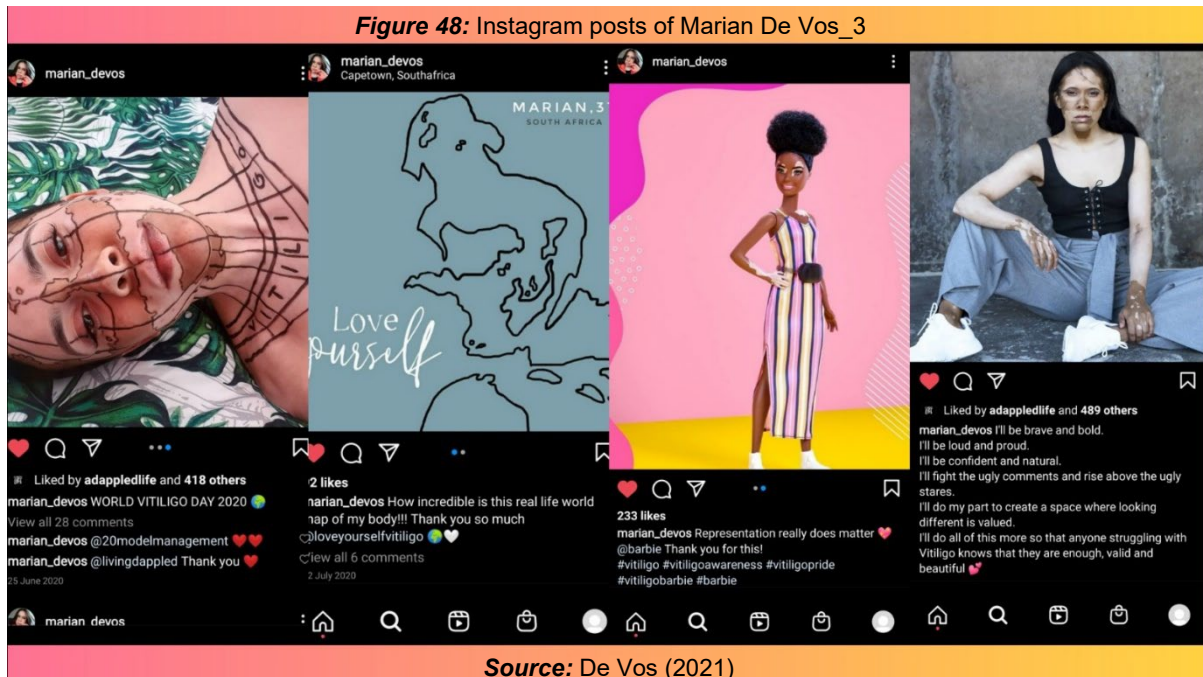 Figure 48: Instagram posts of Marian De Vos_3
marian_devos
VITILIGO
Liked by adappledlife and 418 others
marian_devos WORLD VITILIGO DAY 2020
View all 28 comments
marian_devos @20modelmanagement
marian_devos @livingdappled Thank you
25 June 2020
marian_devos
marian_devos
Capetown, Southafrica
MARIAN,3
SOUTH AFRICA
Love
ourself
2 likes
marian_devos How incredible is this real life world
map of my body!!! Thank you so much
loveyourselfvitiligo
View all 6 comments
2 July 2020
marian_devos
233 likes
marian_devos Representation really does matter
@barbie Thank you for this!
#vitiligo #vitiligoawareness #vitiligopride
#vitiligobarbie #barbie
Liked by adappledlife and 489 others
marian_devos I'll be brave and bold.
I'll be loud and proud.
I'll be confident and natural.
I'll fight the ugly comments and rise above the ugly
stares.
I'll do my part to create a space where looking
different is valued.
I'll do all of this more so that anyone struggling with
Vitiligo knows that they are enough, valid and
beautiful
Source: De Vos (2021)